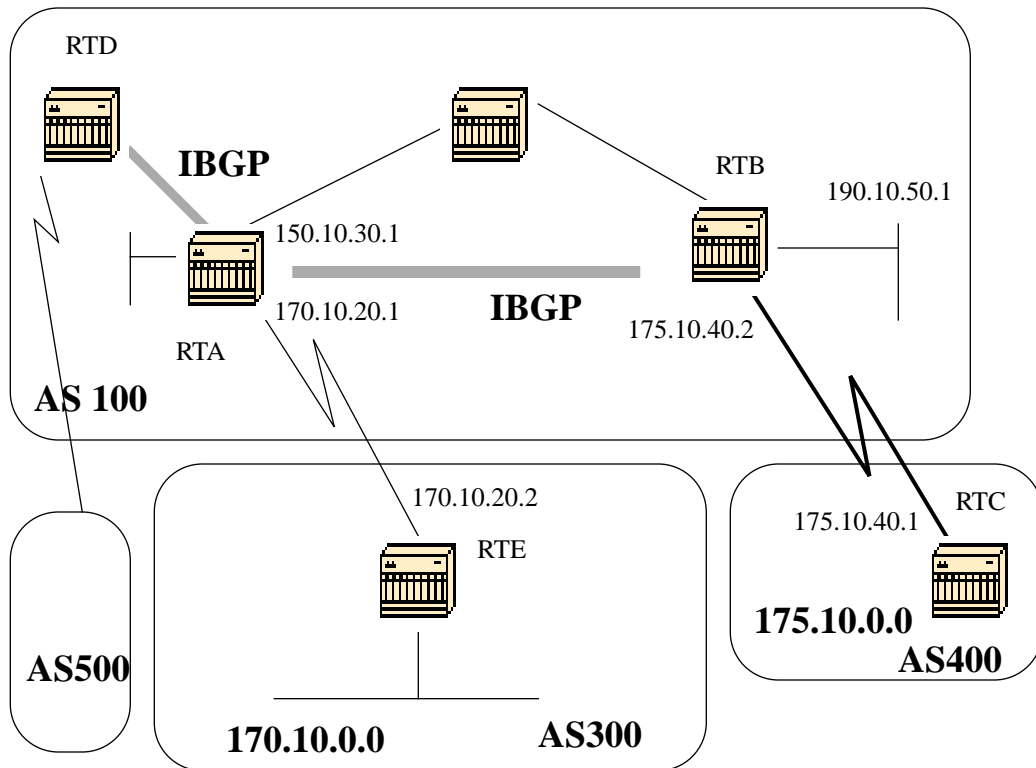 RTD
IBGP
RTB
190.10.50.1
150.10.30.1
170.10.20.1
IBGP
175.10.40.2
RTA
AS 100
170.10.20.2
RTE
175.10.40.1
RTC
175.10.0.0
AS400
AS500
170.10.0.0
AS300